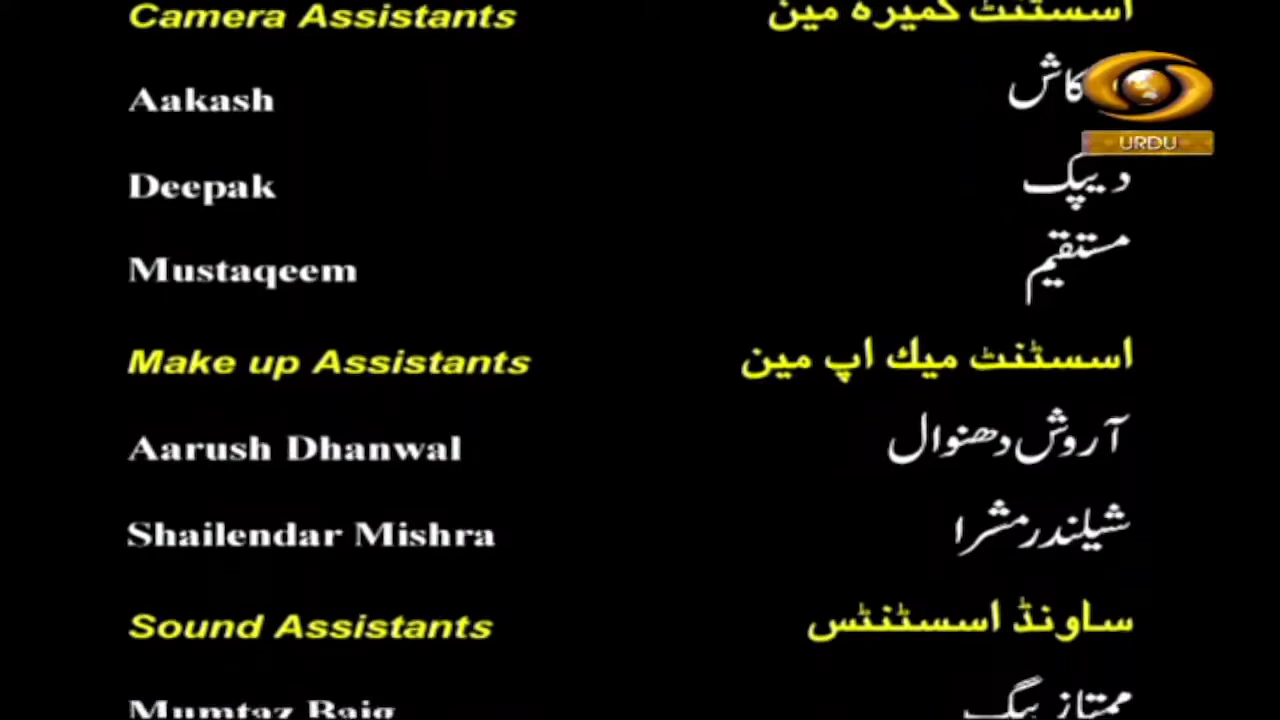 Camera Assistants اسسٹنٹ کمیرہ مین
Aakash کاش
URDU
Deepak دیپک
Mustaqeem مستقیم
Make up Assistants اسسٹنٹ میك اپ مین
Aarush Dhanwal آروش دھنوال
Shailendar Mishra شیلندر مشرا
Sound Assistants ساونڈ اسسٹنٹس
Mumtaz Baig ممتاز بیگ